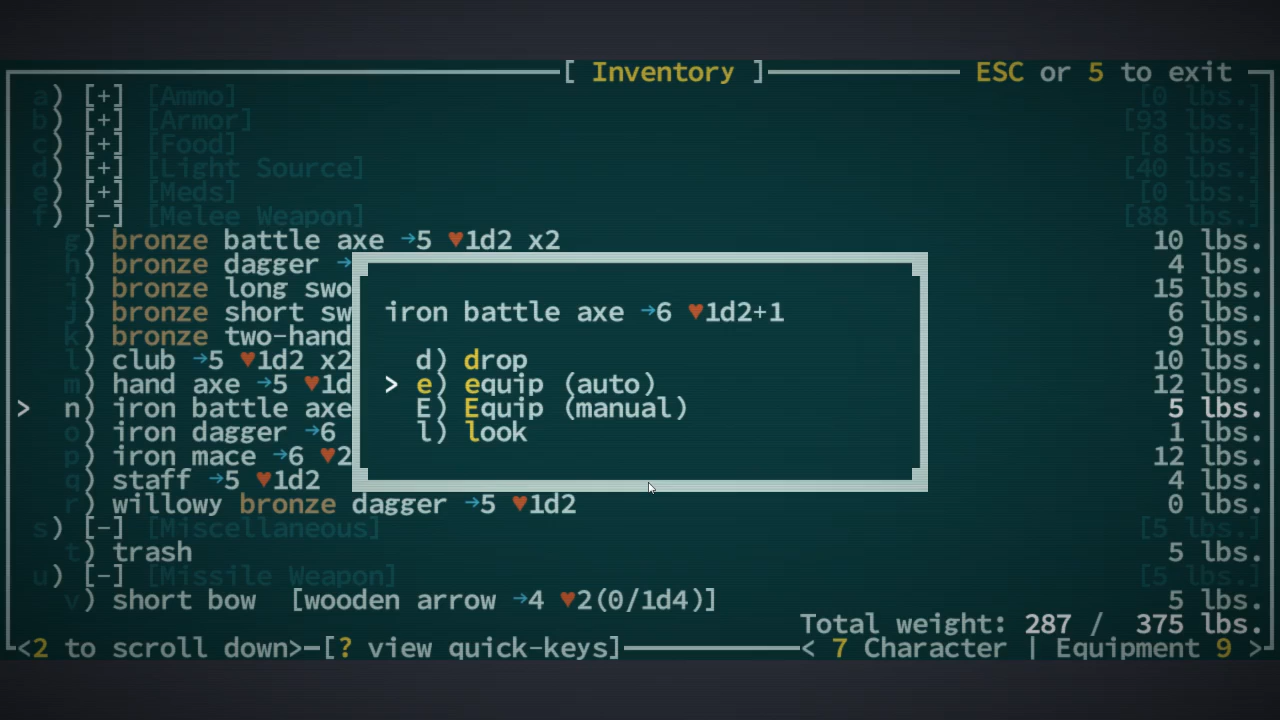 [ Inventory ] ESC or 5 to exit
a) [+] [Ammo] [0 lbs.]
b) [+] [Armor] [93 lbs.]
c) [+] [Food] [8 lbs.]
d) [+] [Light Source] [40 lbs.]
e) [+] [Meds] [0 lbs.]
f) [-] [Melee Weapon] [88 lbs.]
g) bronze battle axe →5 ♥1d2 x2 10 lbs.
h) bronze dagger → 4 lbs.
i) bronze long swo 15 lbs.
j) bronze short sw 6 lbs.
k) bronze two-hand 9 lbs.
l) club →5 ♥1d2 x2 10 lbs.
m) hand axe →5 ♥1d 12 lbs.
> n) iron battle axe 5 lbs.
o) iron dagger →6 1 lbs.
p) iron mace →6 ♥2 12 lbs.
q) staff →5 ♥1d2 4 lbs.
r) willowy bronze dagger →5 ♥1d2 0 lbs.
s) [-] [Miscellaneous] [5 lbs.]
t) trash 5 lbs.
u) [-] [Missile Weapon] [5 lbs.]
v) short bow [wooden arrow →4 ♥2(0/1d4)] 5 lbs.
iron battle axe →6 ♥1d2+1
d) drop
> e) equip (auto)
E) Equip (manual)
l) look
Total weight: 287 / 375 lbs.
<2 to scroll down>—[? view quick-keys] < 7 Character | Equipment 9 >